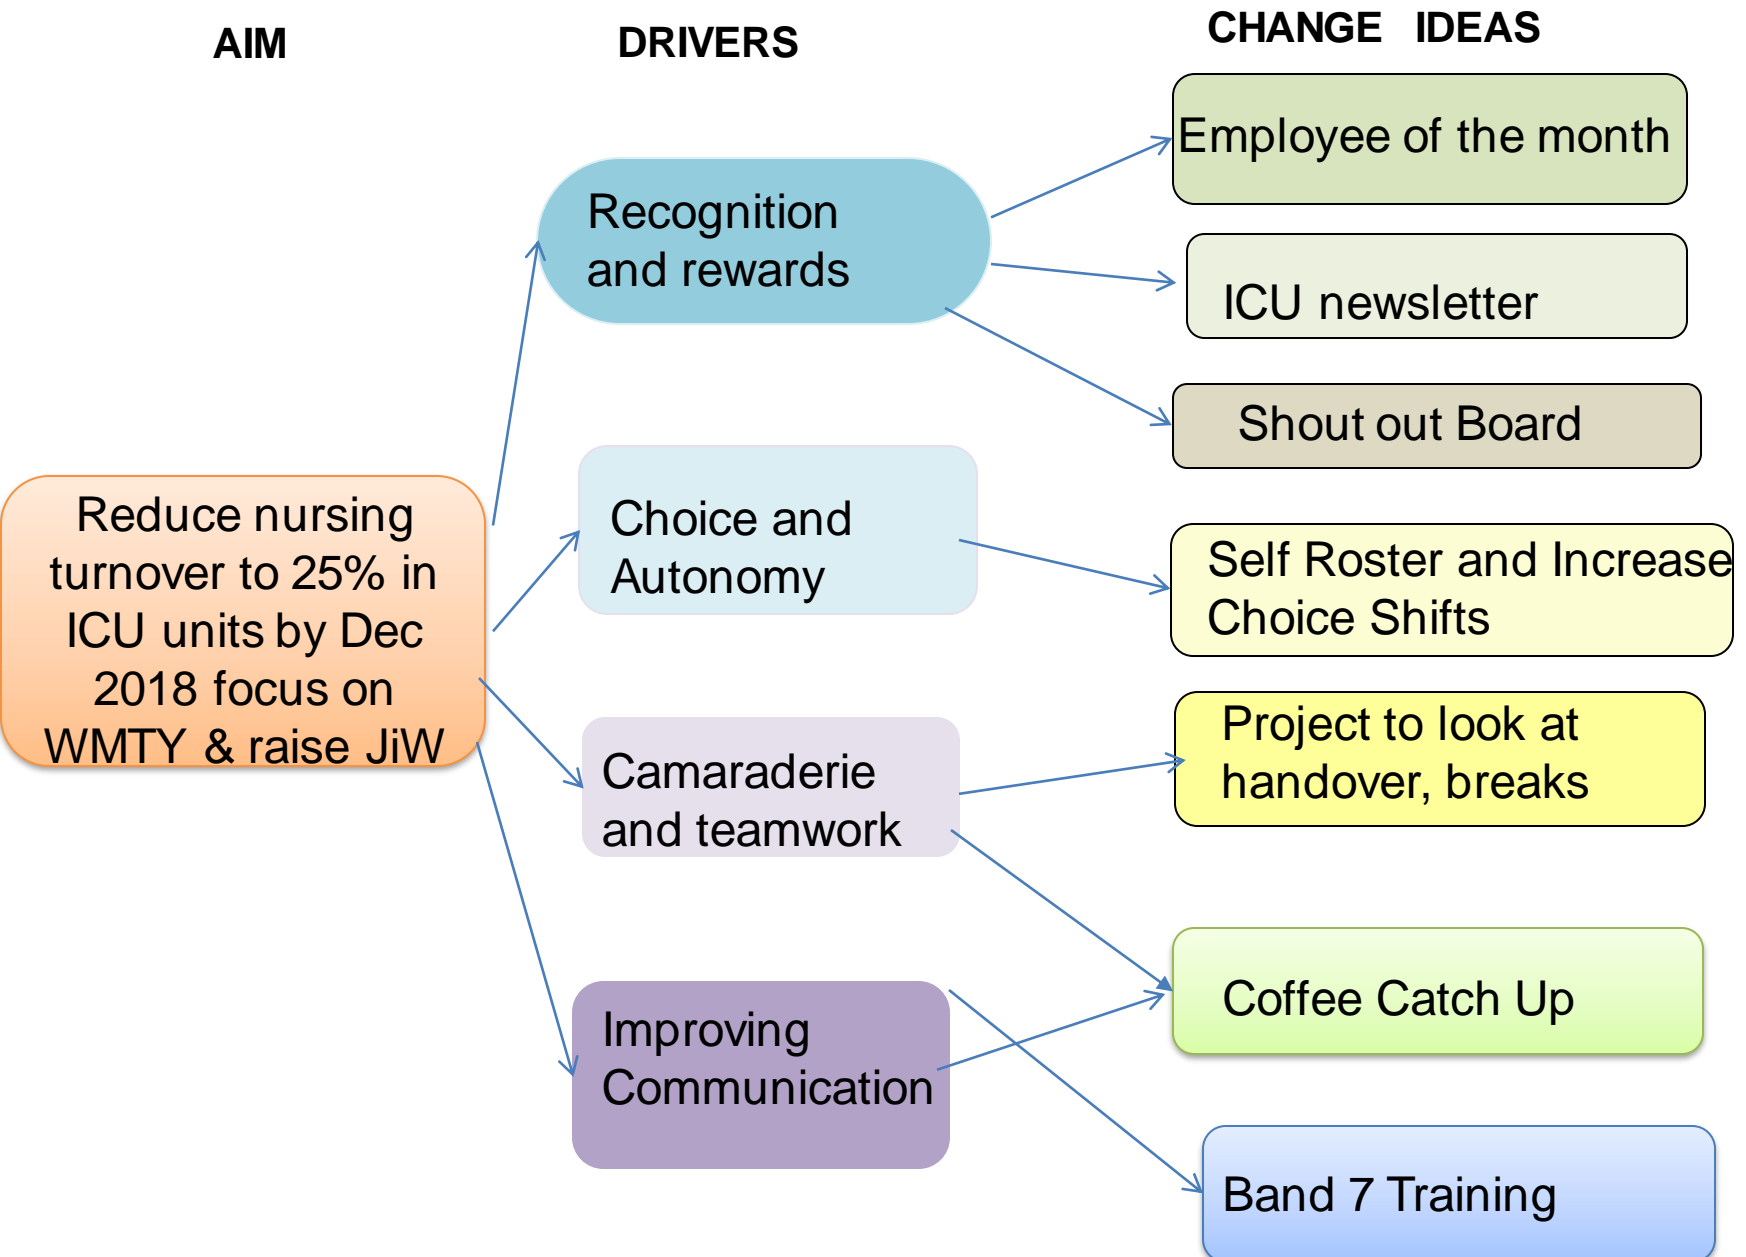 AIM
DRIVERS
CHANGE IDEAS
Reduce nursing
turnover to 25% in
ICU units by Dec
2018 focus on
WMTY & raise JiW
Recognition
and rewards
Choice and
Autonomy
Camaraderie
and teamwork
Improving
Communication
Employee of the month
ICU newsletter
Shout out Board
Self Roster and Increase
Choice Shifts
Project to look at
handover, breaks
Coffee Catch Up
Band 7 Training